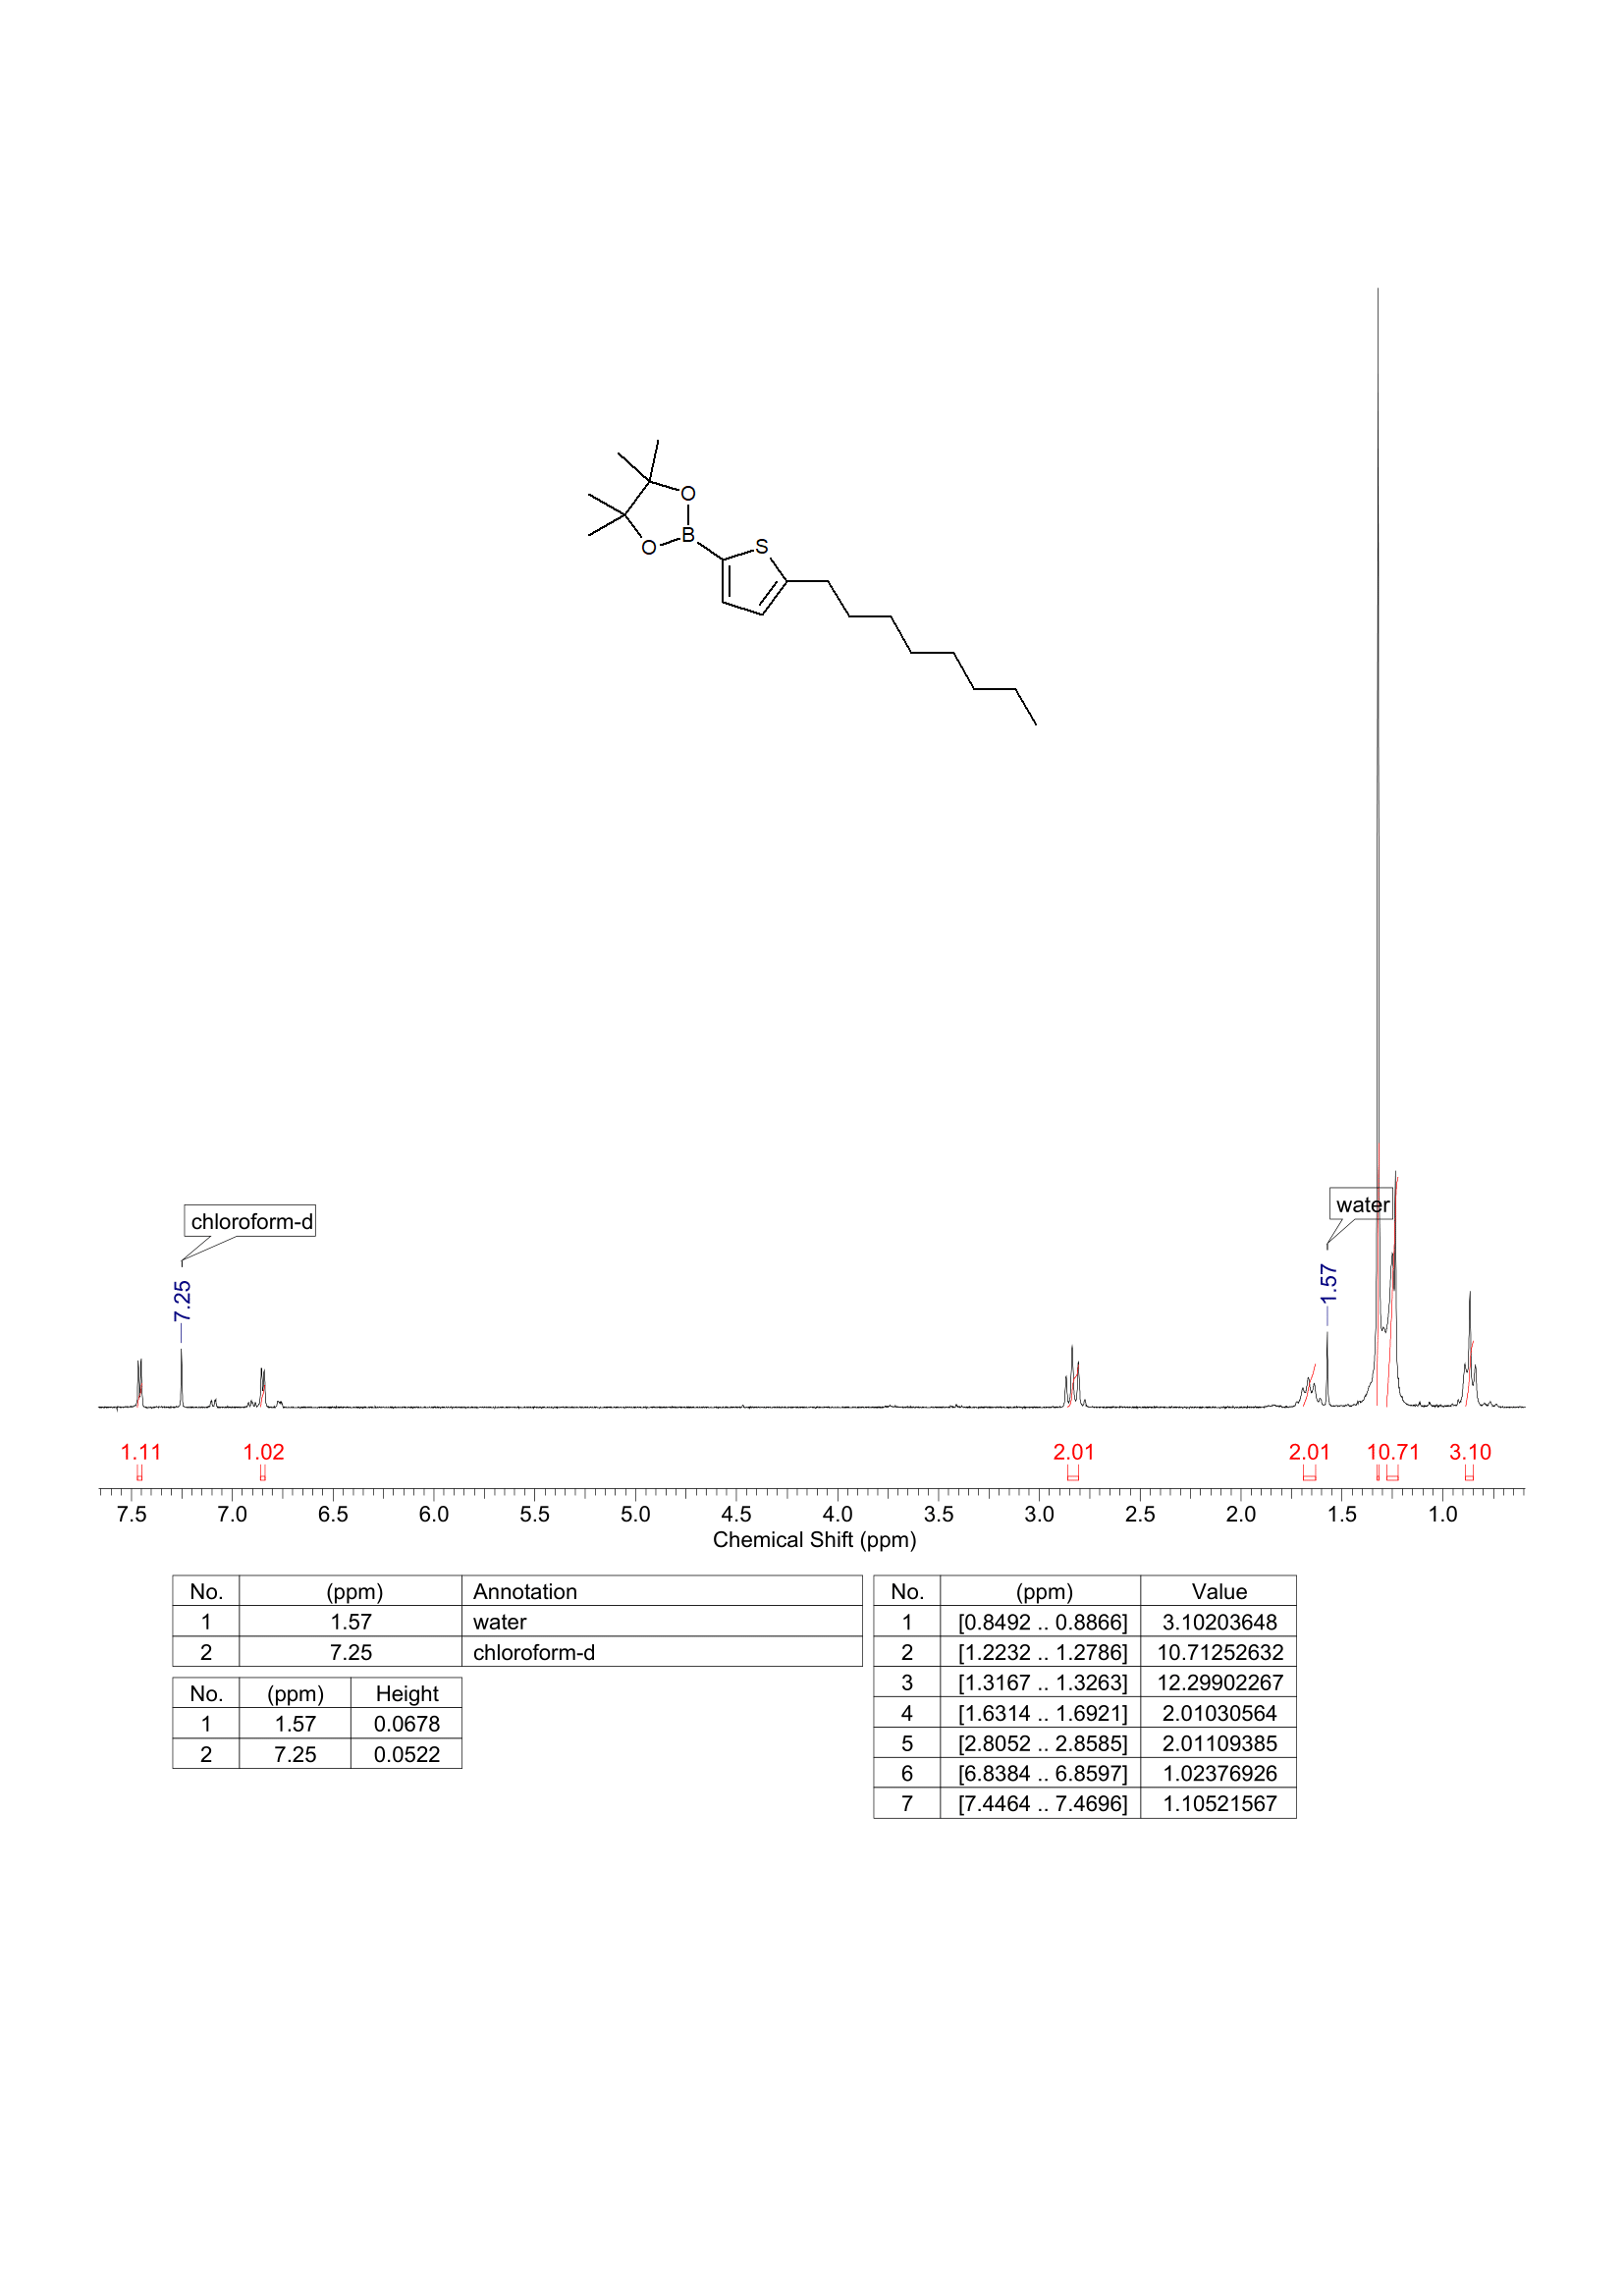 O
B
O
S
chloroform-d
water
7.25
1.57
1.11
1.02
2.01
2.01
10.71
3.10
7.5 7.0 6.5 6.0 5.5 5.0 4.5 4.0 3.5 3.0 2.5 2.0 1.5 1.0
Chemical Shift (ppm)
No. (ppm) Annotation
1 1.57 water
2 7.25 chloroform-d
No. (ppm) Height
1 1.57 0.0678
2 7.25 0.0522
No. (ppm) Value
1 [0.8492 .. 0.8866] 3.10203648
2 [1.2232 .. 1.2786] 10.71252632
3 [1.3167 .. 1.3263] 12.29902267
4 [1.6314 .. 1.6921] 2.01030564
5 [2.8052 .. 2.8585] 2.01109385
6 [6.8384 .. 6.8597] 1.02376926
7 [7.4464 .. 7.4696] 1.10521567